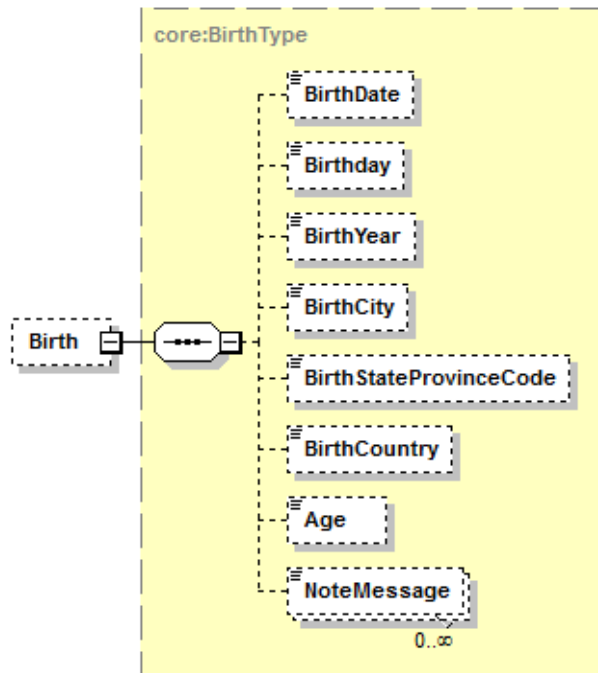 core:BirthType
BirthDate
Birthday
BirthYear
BirthCity
Birth
BirthStateProvinceCode
BirthCountry
Age
NoteMessage
0..∞